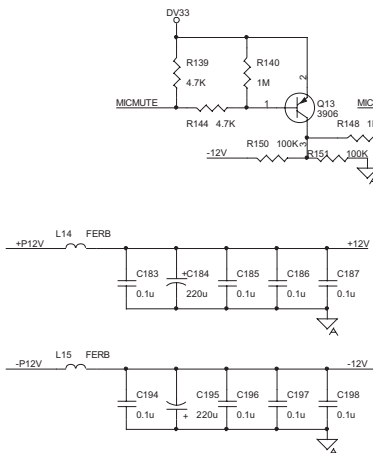 DV33
R139
4.7K
R140
1M
2
MICMUTE
1
Q13
3906
MIC
R144 4.7K
3
R148 1
-12V
R150 100K
R151 100K
A
L14 FERB
+P12V
+12V
C183
0.1u
+
C184
220u
C185
0.1u
C186
0.1u
C187
0.1u
A
L15 FERB
-P12V
-12V
C194
0.1u
+
C195
220u
C196
0.1u
C197
0.1u
C198
0.1u
A